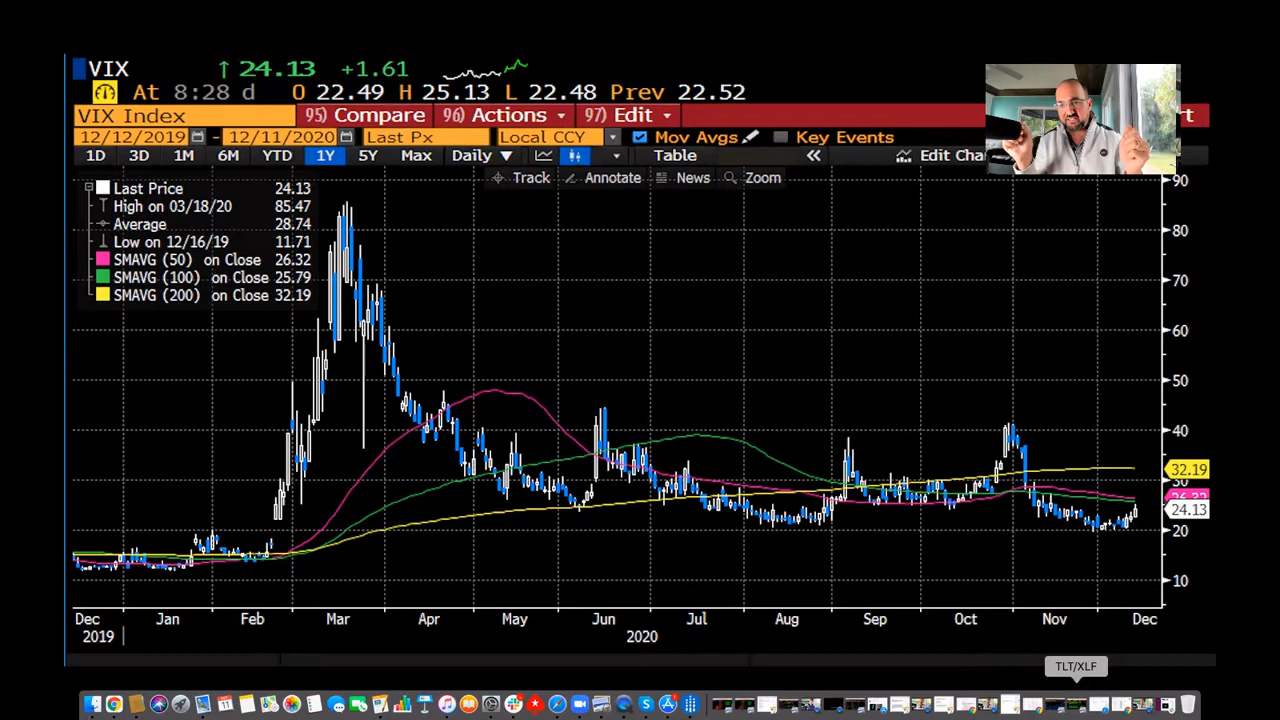 VIX ↑ 24.13 +1.61
At 8:28 d O 22.49 H 25.13 L 22.48 Prev 22.52
VIX Index 95) Compare 96) Actions 97) Edit
12/12/2019 - 12/11/2020 Last Px Local CCY Mov Avgs Key Events
1D 3D 1M 6M YTD 1Y 5Y Max Daily ▼ Table « Edit Cha
Track Annotate News Zoom
Last Price 24.13
High on 03/18/20 85.47
Average 28.74
Low on 12/16/19 11.71
SMAVG (50) on Close 26.32
SMAVG (100) on Close 25.79
SMAVG (200) on Close 32.19
90
80
70
60
50
40
32.19
30
26.32
24.13
20
10
Dec Jan Feb Mar Apr May Jun Jul Aug Sep Oct Nov Dec
2019 2020
TLT/XLF